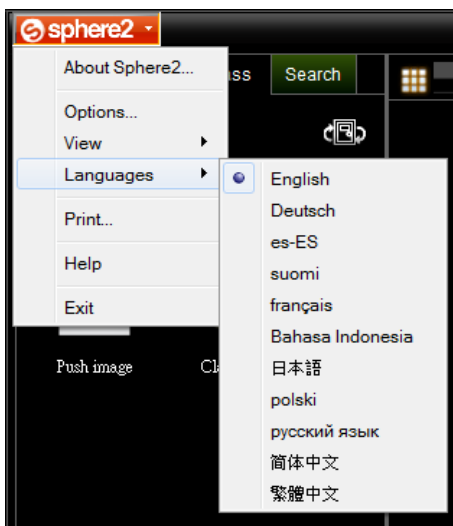 sphere2
About Sphere2...
ss
Search
Options...
View
Languages
English
Deutsch
es-ES
suomi
français
Bahasa Indonesia
日本語
polski
русский язык
简体中文
繁體中文
Print...
Help
Exit
Push image